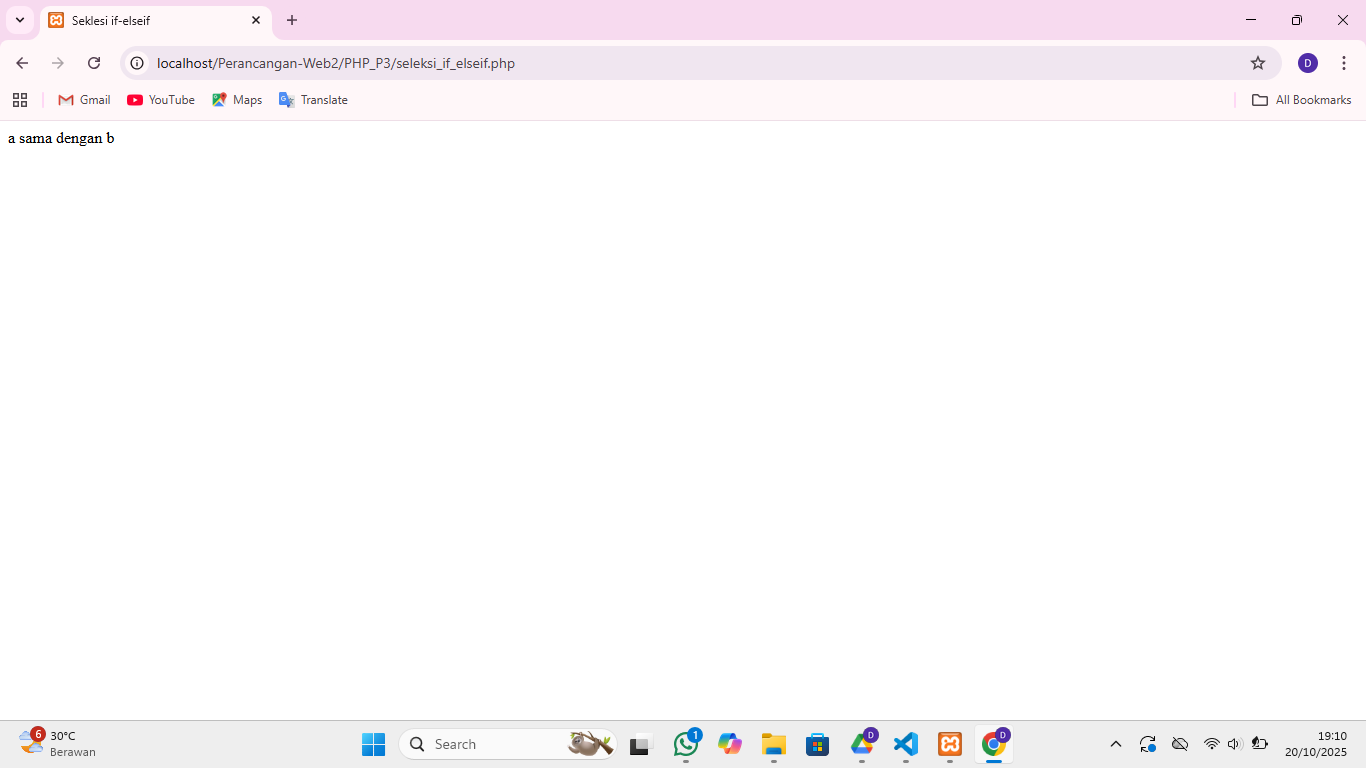 Seklesi if-elseif
localhost/Perancangan-Web2/PHP_P3/seleksi_if_elseif.php
D
Gmail
YouTube
Maps
Translate
All Bookmarks
a sama dengan b
6
30°C
Berawan
Search
1
D
D
19:10
20/10/2025